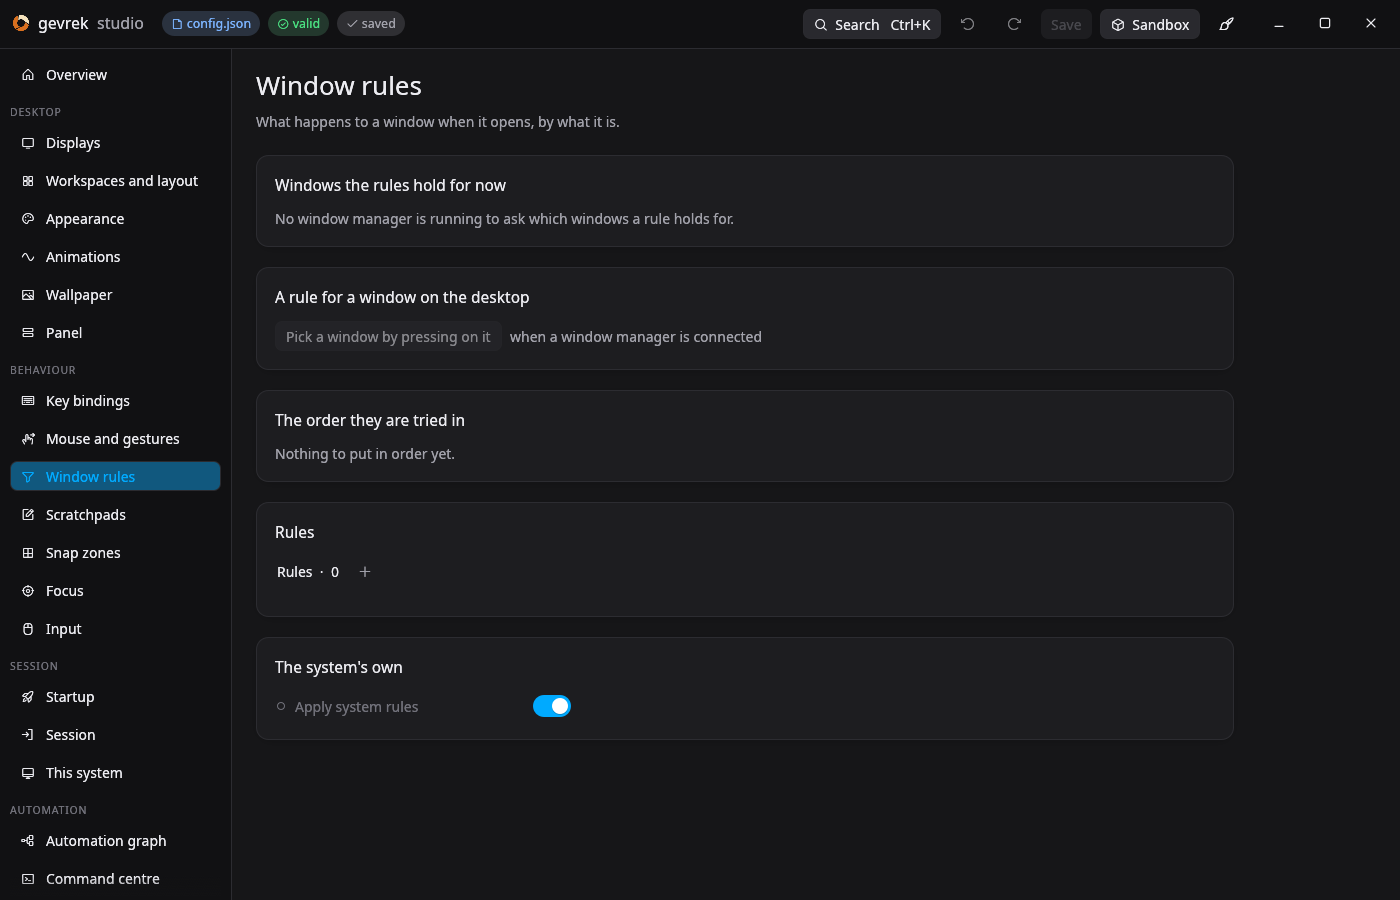 gevrek studio config.json valid saved Search Ctrl+K Save Sandbox
Overview
DESKTOP
Displays
Workspaces and layout
Appearance
Animations
Wallpaper
Panel
BEHAVIOUR
Key bindings
Mouse and gestures
Window rules
Scratchpads
Snap zones
Focus
Input
SESSION
Startup
Session
This system
AUTOMATION
Automation graph
Command centre
Window rules
What happens to a window when it opens, by what it is.
Windows the rules hold for now
No window manager is running to ask which windows a rule holds for.
A rule for a window on the desktop
Pick a window by pressing on it when a window manager is connected
The order they are tried in
Nothing to put in order yet.
Rules
Rules · 0
The system's own
Apply system rules